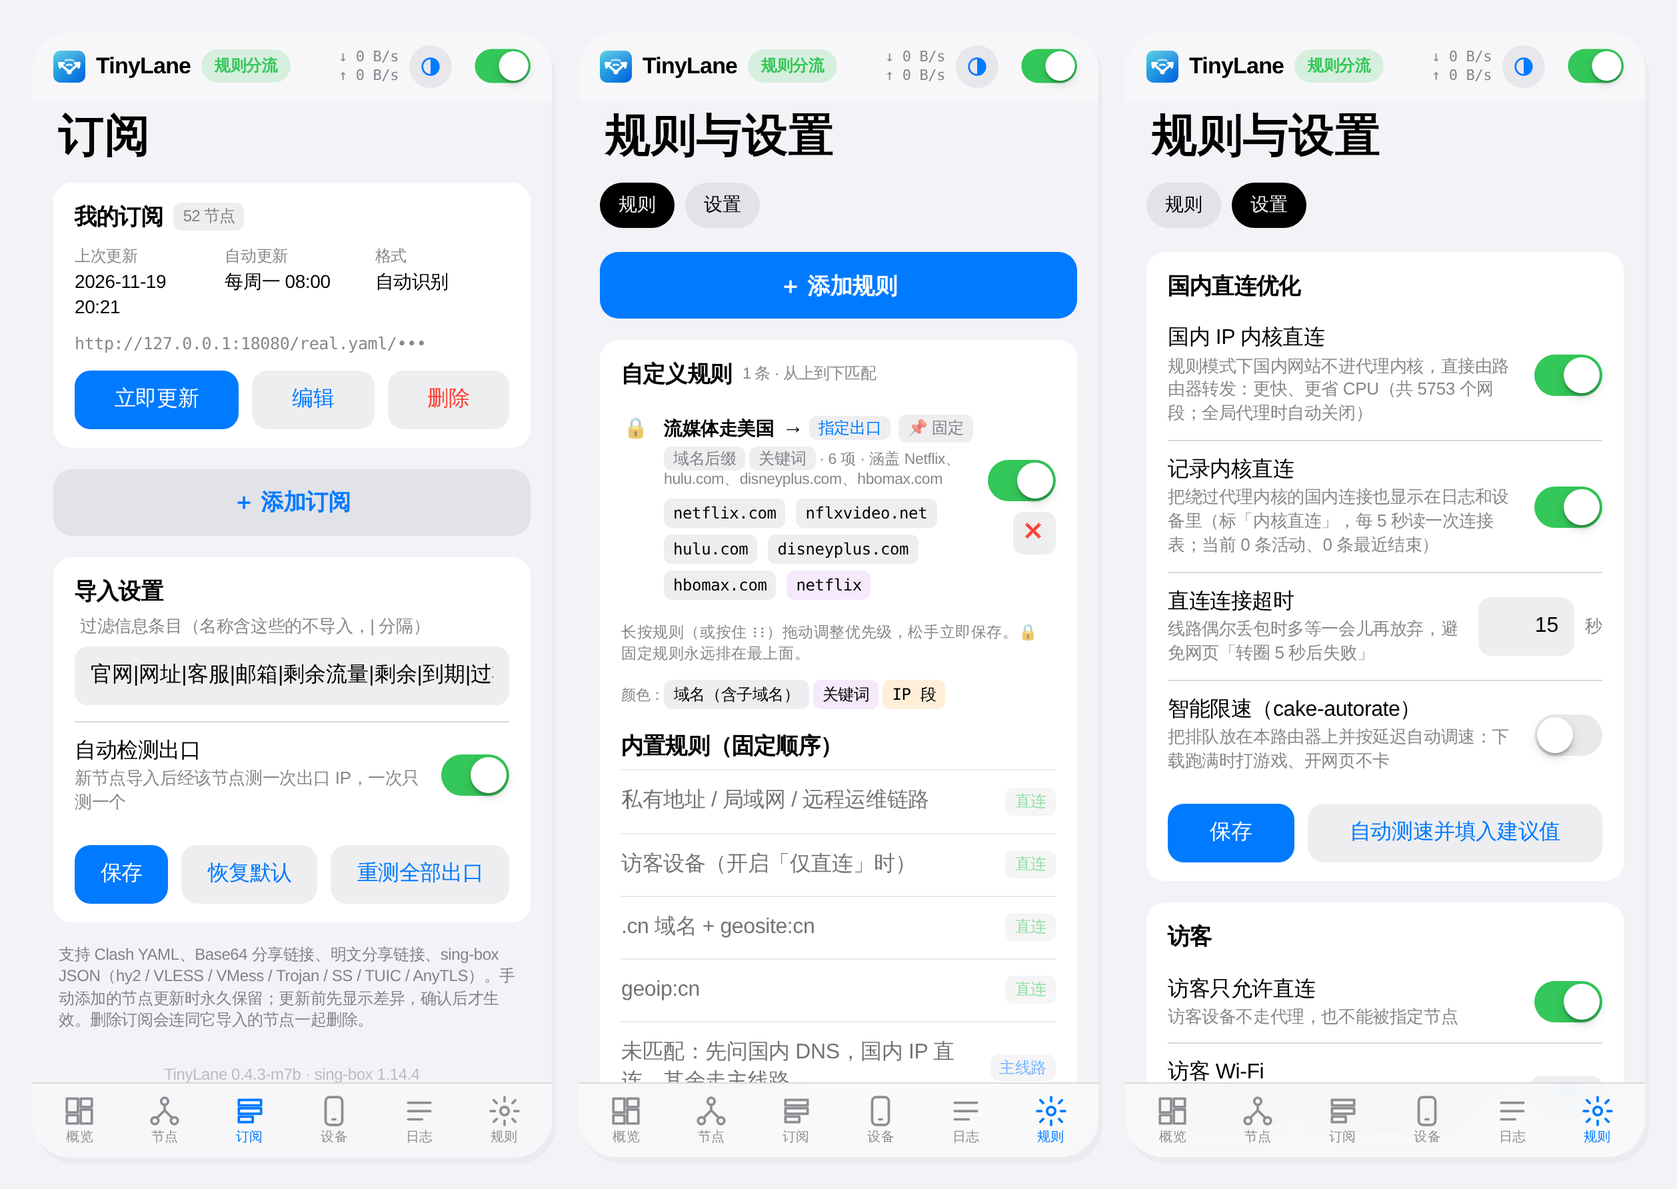 TinyLane
规则分流
↓ 0 B/s
↑ 0 B/s
订阅
我的订阅
52 节点
上次更新
自动更新
格式
2026-11-19
20:21
每周一 08:00
自动识别
http://127.0.0.1:18080/real.yaml/•••
立即更新
编辑
删除
+ 添加订阅
导入设置
过滤信息条目（名称含这些的不导入，| 分隔）
官网|网址|客服|邮箱|剩余流量|剩余|到期|过
自动检测出口
新节点导入后经该节点测一次出口 IP，一次只
测一个
保存
恢复默认
重测全部出口
支持 Clash YAML、Base64 分享链接、明文分享链接、sing-box
JSON（hy2 / VLESS / VMess / Trojan / SS / TUIC / AnyTLS）。手
动添加的节点更新时永久保留；更新前先显示差异，确认后才生
效。删除订阅会连同它导入的节点一起删除。
TinyLane 0.4.3-m7b · sing-box 1.14.4
概览
节点
订阅
设备
日志
规则
TinyLane
规则分流
↓ 0 B/s
↑ 0 B/s
规则与设置
规则
设置
+ 添加规则
自定义规则
1 条 · 从上到下匹配
流媒体走美国 →
指定出口
📌 固定
域名后缀 关键词 · 6 项 · 涵盖 Netflix、
hulu.com、disneyplus.com、hbomax.com
netflix.com
nflxvideo.net
hulu.com
disneyplus.com
hbomax.com
netflix
长按规则（或按住 ⁝⁝）拖动调整优先级，松手立即保存。🔒
固定规则永远排在最上面。
颜色：域名（含子域名） 关键词 IP 段
内置规则（固定顺序）
私有地址 / 局域网 / 远程运维链路
直连
访客设备（开启「仅直连」时）
直连
.cn 域名 + geosite:cn
直连
geoip:cn
直连
未匹配：先问国内 DNS，国内 IP 直
连，其余走主线路
主线路
概览
节点
订阅
设备
日志
规则
TinyLane
规则分流
↓ 0 B/s
↑ 0 B/s
规则与设置
规则
设置
国内直连优化
国内 IP 内核直连
规则模式下国内网站不进代理内核，直接由路
由器转发：更快、更省 CPU（共 5753 个网
段；全局代理时自动关闭）
记录内核直连
把绕过代理内核的国内连接也显示在日志和设
备里（标「内核直连」，每 5 秒读一次连接
表；当前 0 条活动、0 条最近结束）
直连连接超时
线路偶尔丢包时多等一会儿再放弃，避
免网页「转圈 5 秒后失败」
15
秒
智能限速（cake-autorate）
把排队放在本路由器上并按延迟自动调速：下
载跑满时打游戏、开网页不卡
保存
自动测速并填入建议值
访客
访客只允许直连
访客设备不走代理，也不能被指定节点
访客 Wi-Fi
概览
节点
订阅
设备
日志
规则